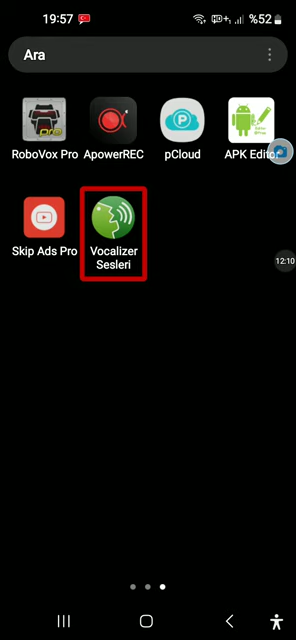 19:57
%52
Ara
RoboVox Pro
ApowerREC
pCloud
APK Editor
Skip Ads Pro
Vocalizer
Sesleri
12:10